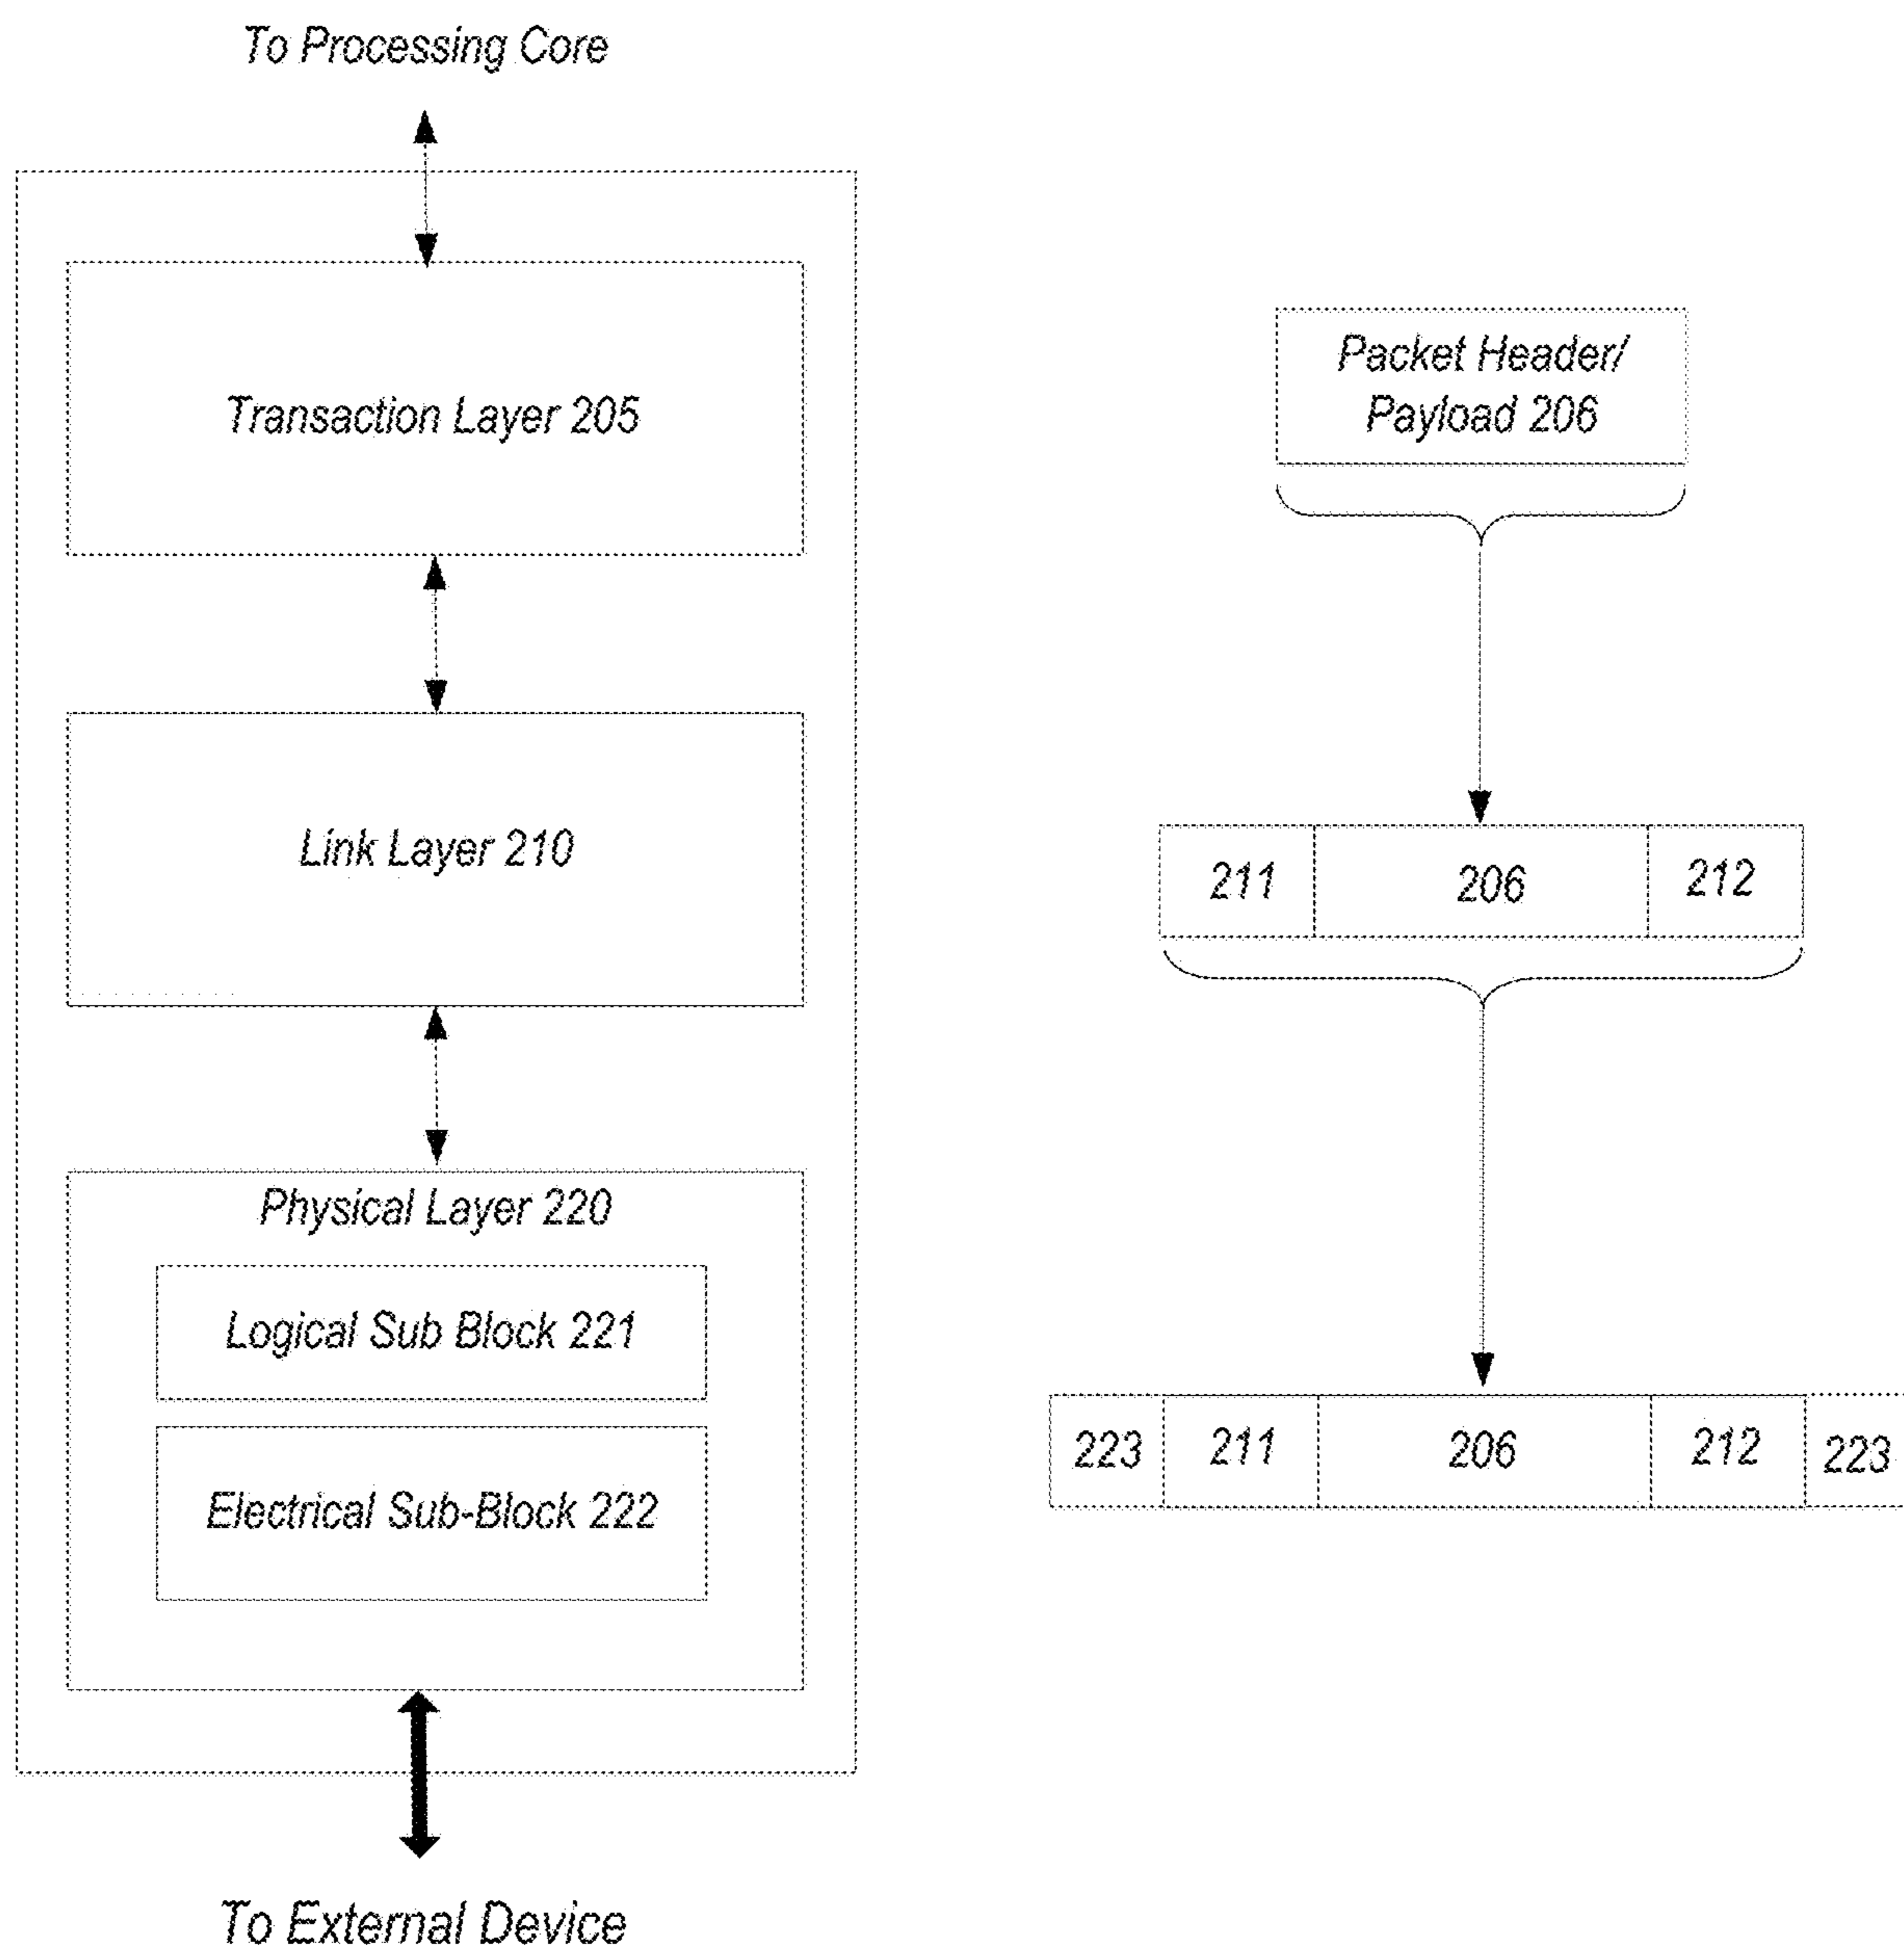 To Processing Core
Transaction Layer 205
Link Layer 210
Physical Layer 220
Logical Sub Block 221
Electrical Sub-Block 222
To External Device
Packet Header/
Payload 206
211 206 212
223 211 206 212 223